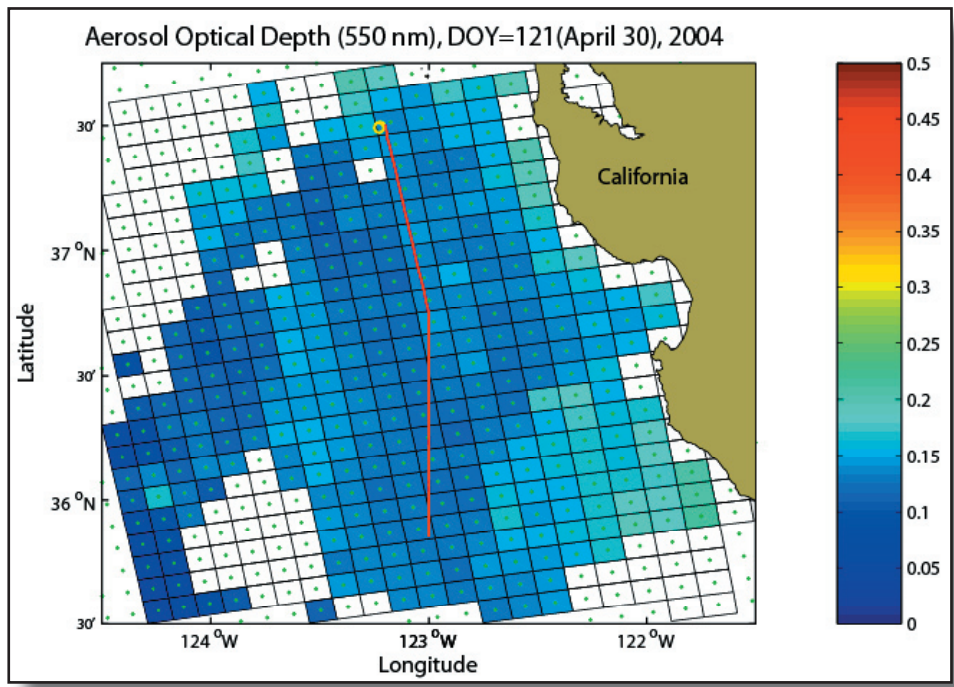 Aerosol Optical Depth (550 nm), DOY=121(April 30), 2004
0.5
0.45
0.4
0.35
0.3
0.25
0.2
0.15
0.1
0.05
0
California
30′
37 °N
30′
36 °N
30′
Latitude
124 °W
123 °W
122 °W
Longitude